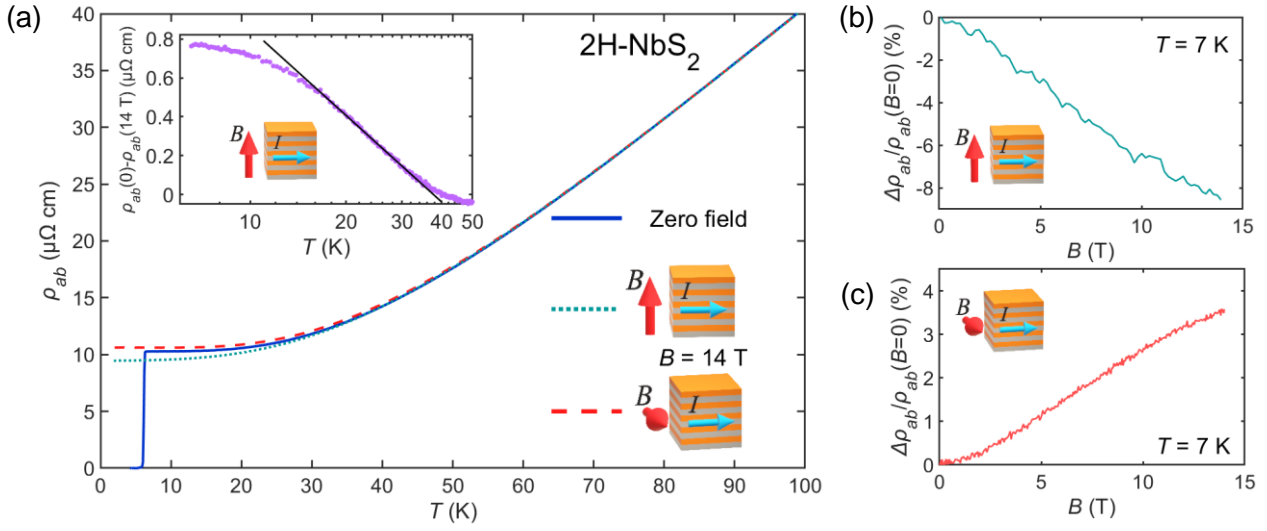 (a)
40
35
30
25
20
15
10
5
0
ρab (μΩ cm)
0 10 20 30 40 50 60 70 80 90 100
T (K)
2H-NbS2
0.8
0.6
0.4
0.2
0
ρab(0)-ρab(14 T) (μΩ cm)
10 20 30 40 50
T (K)
B
I
Zero field
B
I
B = 14 T
B
I
(b)
0
-2
-4
-6
-8
Δρab/ρab(B=0) (%)
T = 7 K
B
I
0 5 10 15
B (T)
(c)
4
3
2
1
0
Δρab/ρab(B=0) (%)
B
I
T = 7 K
0 5 10 15
B (T)